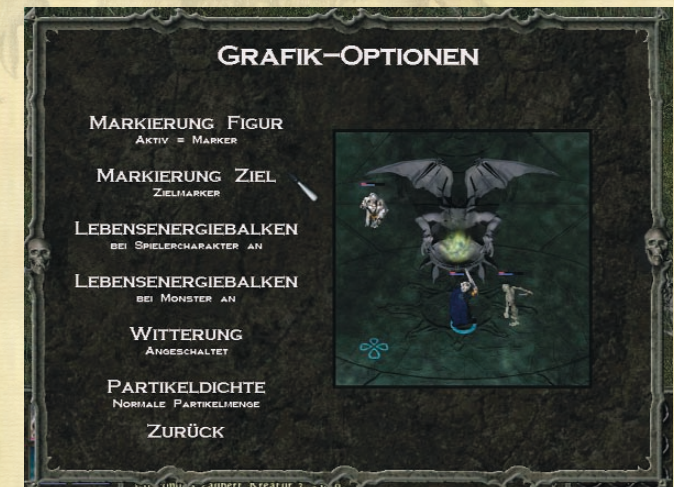 GRAFIK–OPTIONEN
MARKIERUNG FIGUR
AKTIV = MARKER
MARKIERUNG ZIEL
ZIELMARKER
LEBENSENERGIEBALKEN
BEI SPIELERCHARAKTER AN
LEBENSENERGIEBALKEN
BEI MONSTER AN
WITTERUNG
ANGESCHALTET
PARTIKELDICHTE
NORMALE PARTIKELMENGE
ZURÜCK